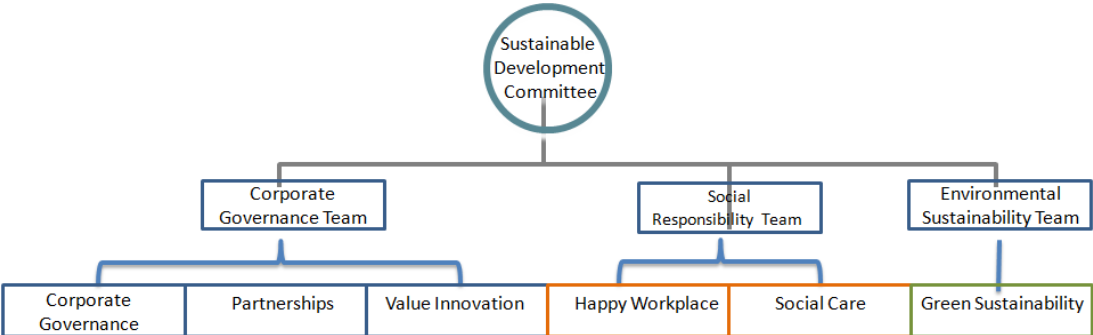 Sustainable
Development
Committee
Corporate
Governance Team
Social
Responsibility Team
Environmental
Sustainability Team
Corporate
Governance
Partnerships
Value Innovation
Happy Workplace
Social Care
Green Sustainability